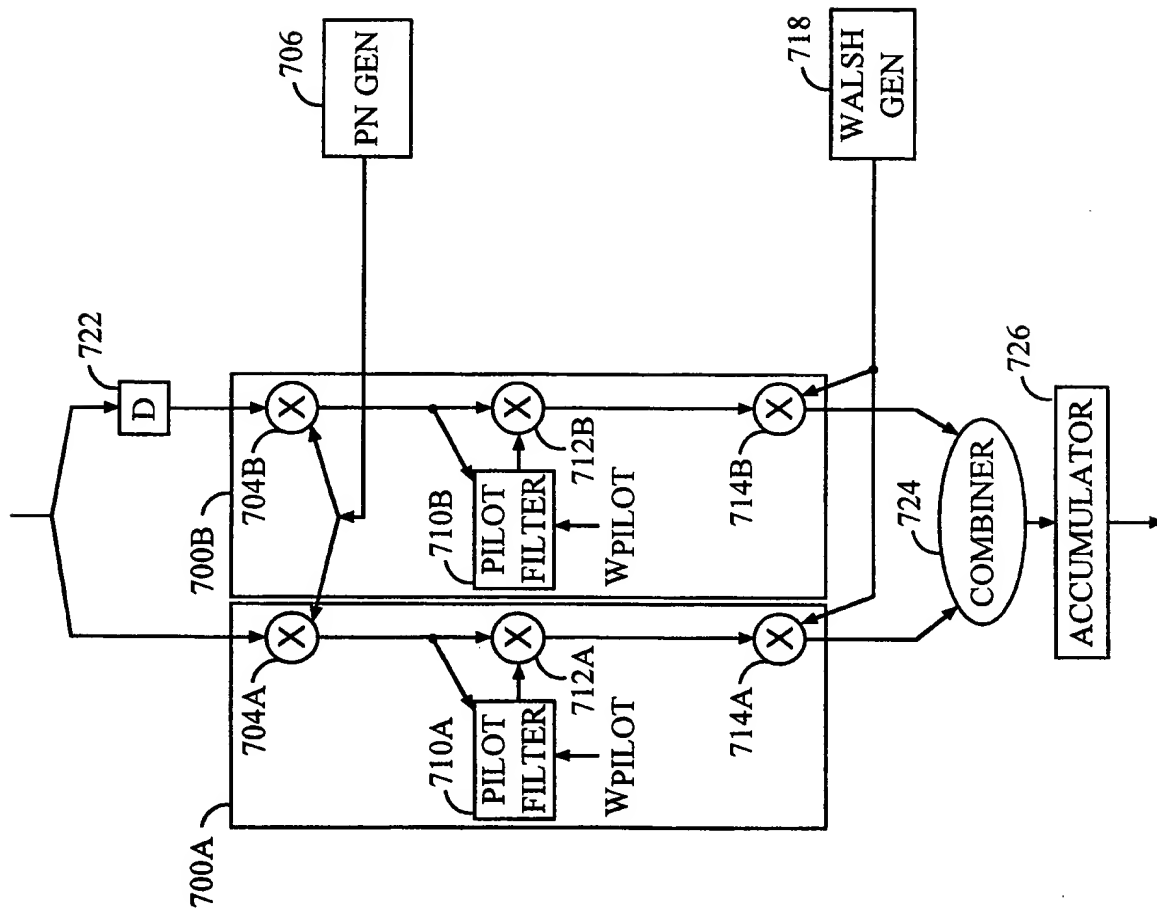 722
D
706
PN GEN
700A
700B
704A
X
704B
X
710A
PILOT
FILTER
WPILOT
X
712A
710B
PILOT
FILTER
WPILOT
X
712B
718
WALSH
GEN
714A
X
714B
X
COMBINER
724
726
ACCUMULATOR